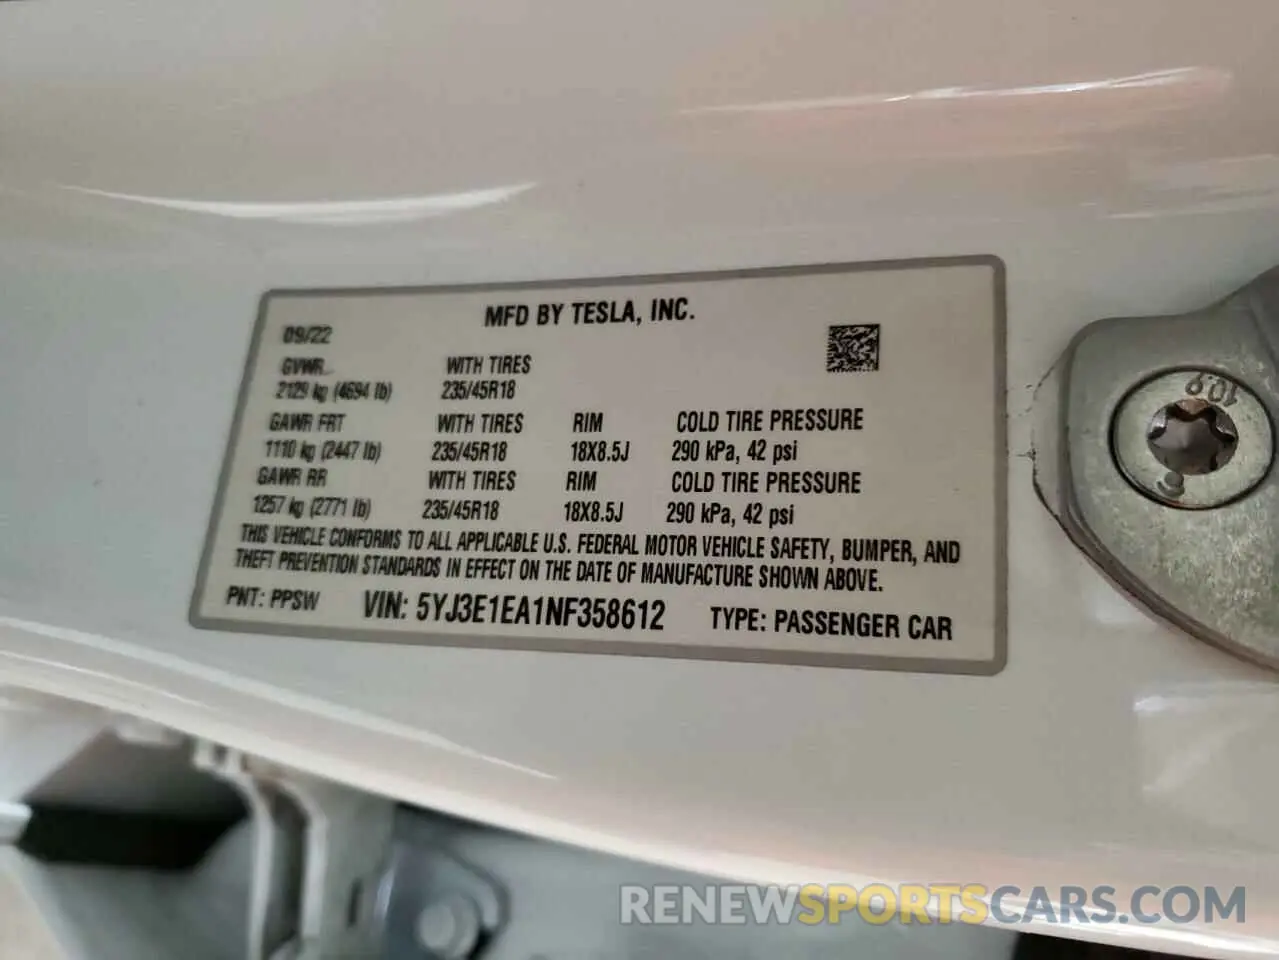 MFD BY TESLA, INC.
09/22
GVWR WITH TIRES
2129 kg (4694 lb) 235/45R18
GAWR FRT WITH TIRES RIM COLD TIRE PRESSURE
1110 kg (2447 lb) 235/45R18 18X8.5J 290 kPa, 42 psi
GAWR RR WITH TIRES RIM COLD TIRE PRESSURE
1257 kg (2771 lb) 235/45R18 18X8.5J 290 kPa, 42 psi
THIS VEHICLE CONFORMS TO ALL APPLICABLE U.S. FEDERAL MOTOR VEHICLE SAFETY, BUMPER, AND
THEFT PREVENTION STANDARDS IN EFFECT ON THE DATE OF MANUFACTURE SHOWN ABOVE.
PNT: PPSW VIN: 5YJ3E1EA1NF358612 TYPE: PASSENGER CAR
10.9
RENEWSPORTSCARS.COM